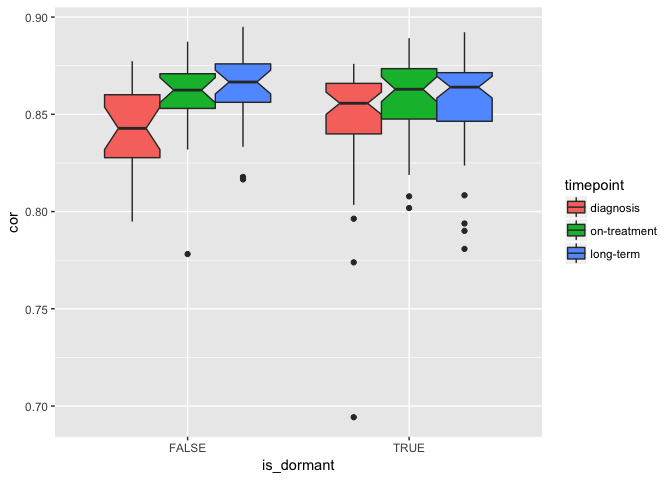 0.90
0.85
0.80
0.75
0.70
cor
FALSE
TRUE
is_dormant
timepoint
diagnosis
on-treatment
long-term